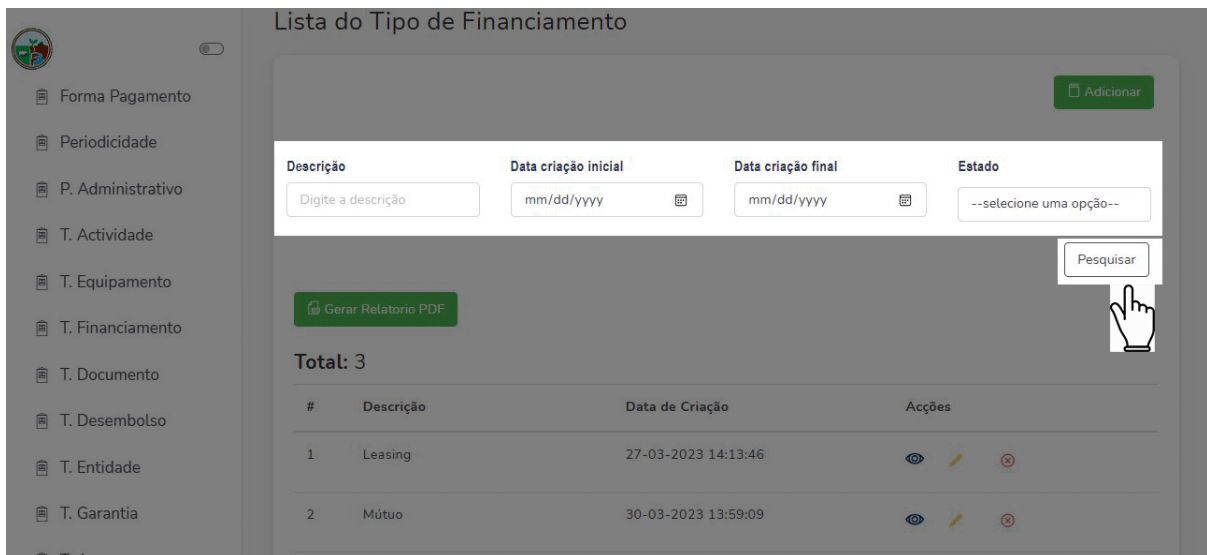 Lista do Tipo de Financiamento
Forma Pagamento
Periodicidade
P. Administrativo
T. Actividade
T. Equipamento
T. Financiamento
T. Documento
T. Desembolso
T. Entidade
T. Garantia
Adicionar
Descrição Data criação inicial Data criação final Estado
Digite a descrição mm/dd/yyyy mm/dd/yyyy --selecione uma opção--
Pesquisar
Gerar Relatorio PDF
Total: 3
# Descrição Data de Criação Acções
1 Leasing 27-03-2023 14:13:46
2 Mútuo 30-03-2023 13:59:09